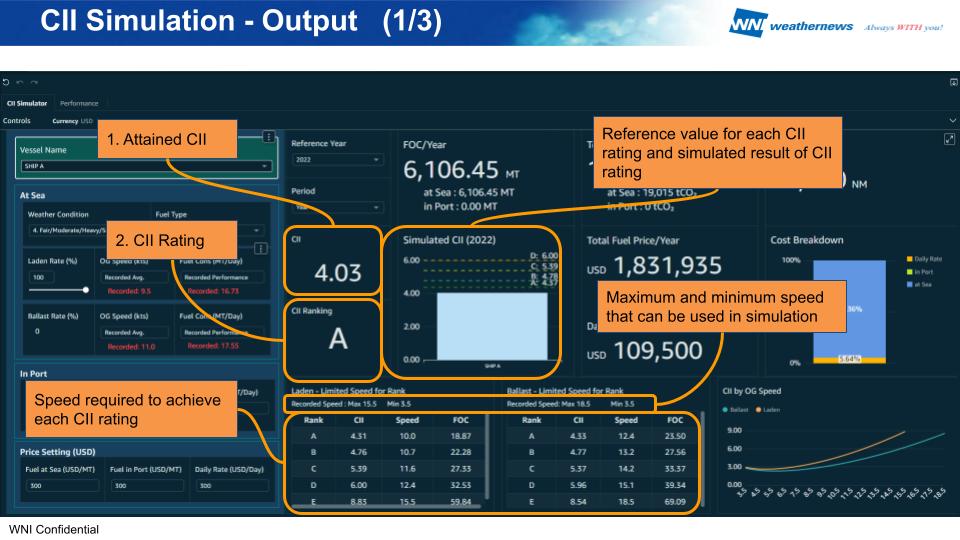 CII Simulation - Output (1/3)
WNI weathernews Always WITH you!
CII Simulator Performance
Controls Currency USD
Vessel Name
SHIP A
1. Attained CII
At Sea
Weather Condition Fuel Type
4. Fair/Moderate/Heavy/S
2. CII Rating
Laden Rate (%) OG Speed (kts) Fuel Cons (MT/Day)
100 Recorded Avg. Recorded Performance
Recorded: 9.5 Recorded: 16.73
Ballast Rate (%) OG Speed (kts) Fuel Cons (MT/Day)
0 Recorded Avg. Recorded Performance
Recorded: 11.0 Recorded: 17.55
In Port
Speed required to achieve
each CII rating
Price Setting (USD)
Fuel at Sea (USD/MT) Fuel in Port (USD/MT) Daily Rate (USD/Day)
300 300 300
Reference Year
2022
Period
Year
CII
4.03
CII Ranking
A
FOC/Year
6,106.45 MT
at Sea : 6,106.45 MT
in Port : 0.00 MT
Reference value for each CII
rating and simulated result of CII
rating
at Sea : 19,015 tCO₂
in Port : 0 tCO₂
NM
Simulated CII (2022)
6.00
4.00
2.00
0.00
D: 6.00
C: 5.39
B: 4.78
A: 4.37
SHIP A
Total Fuel Price/Year
USD 1,831,935
Maximum and minimum speed
that can be used in simulation
USD 109,500
Cost Breakdown
100%
0%
36%
5.64%
Daily Rate
in Port
at Sea
Laden - Limited Speed for Rank
Recorded Speed : Max 15.5 Min 3.5
Rank CII Speed FOC
A 4.31 10.0 18.87
B 4.76 10.7 22.28
C 5.39 11.6 27.33
D 6.00 12.4 32.53
E 8.83 15.5 59.84
Ballast - Limited Speed for Rank
Recorded Speed: Max 18.5 Min 3.5
Rank CII Speed FOC
A 4.33 12.4 23.50
B 4.77 13.2 27.56
C 5.37 14.2 33.37
D 5.96 15.1 39.34
E 8.54 18.5 69.09
CII by OG Speed
Ballast Laden
9.00
6.00
3.00
0.00
3.5 4.5 5.5 6.5 7.5 8.5 9.5 10.5 11.5 12.5 13.5 14.5 15.5 16.5 17.5 18.5
WNI Confidential